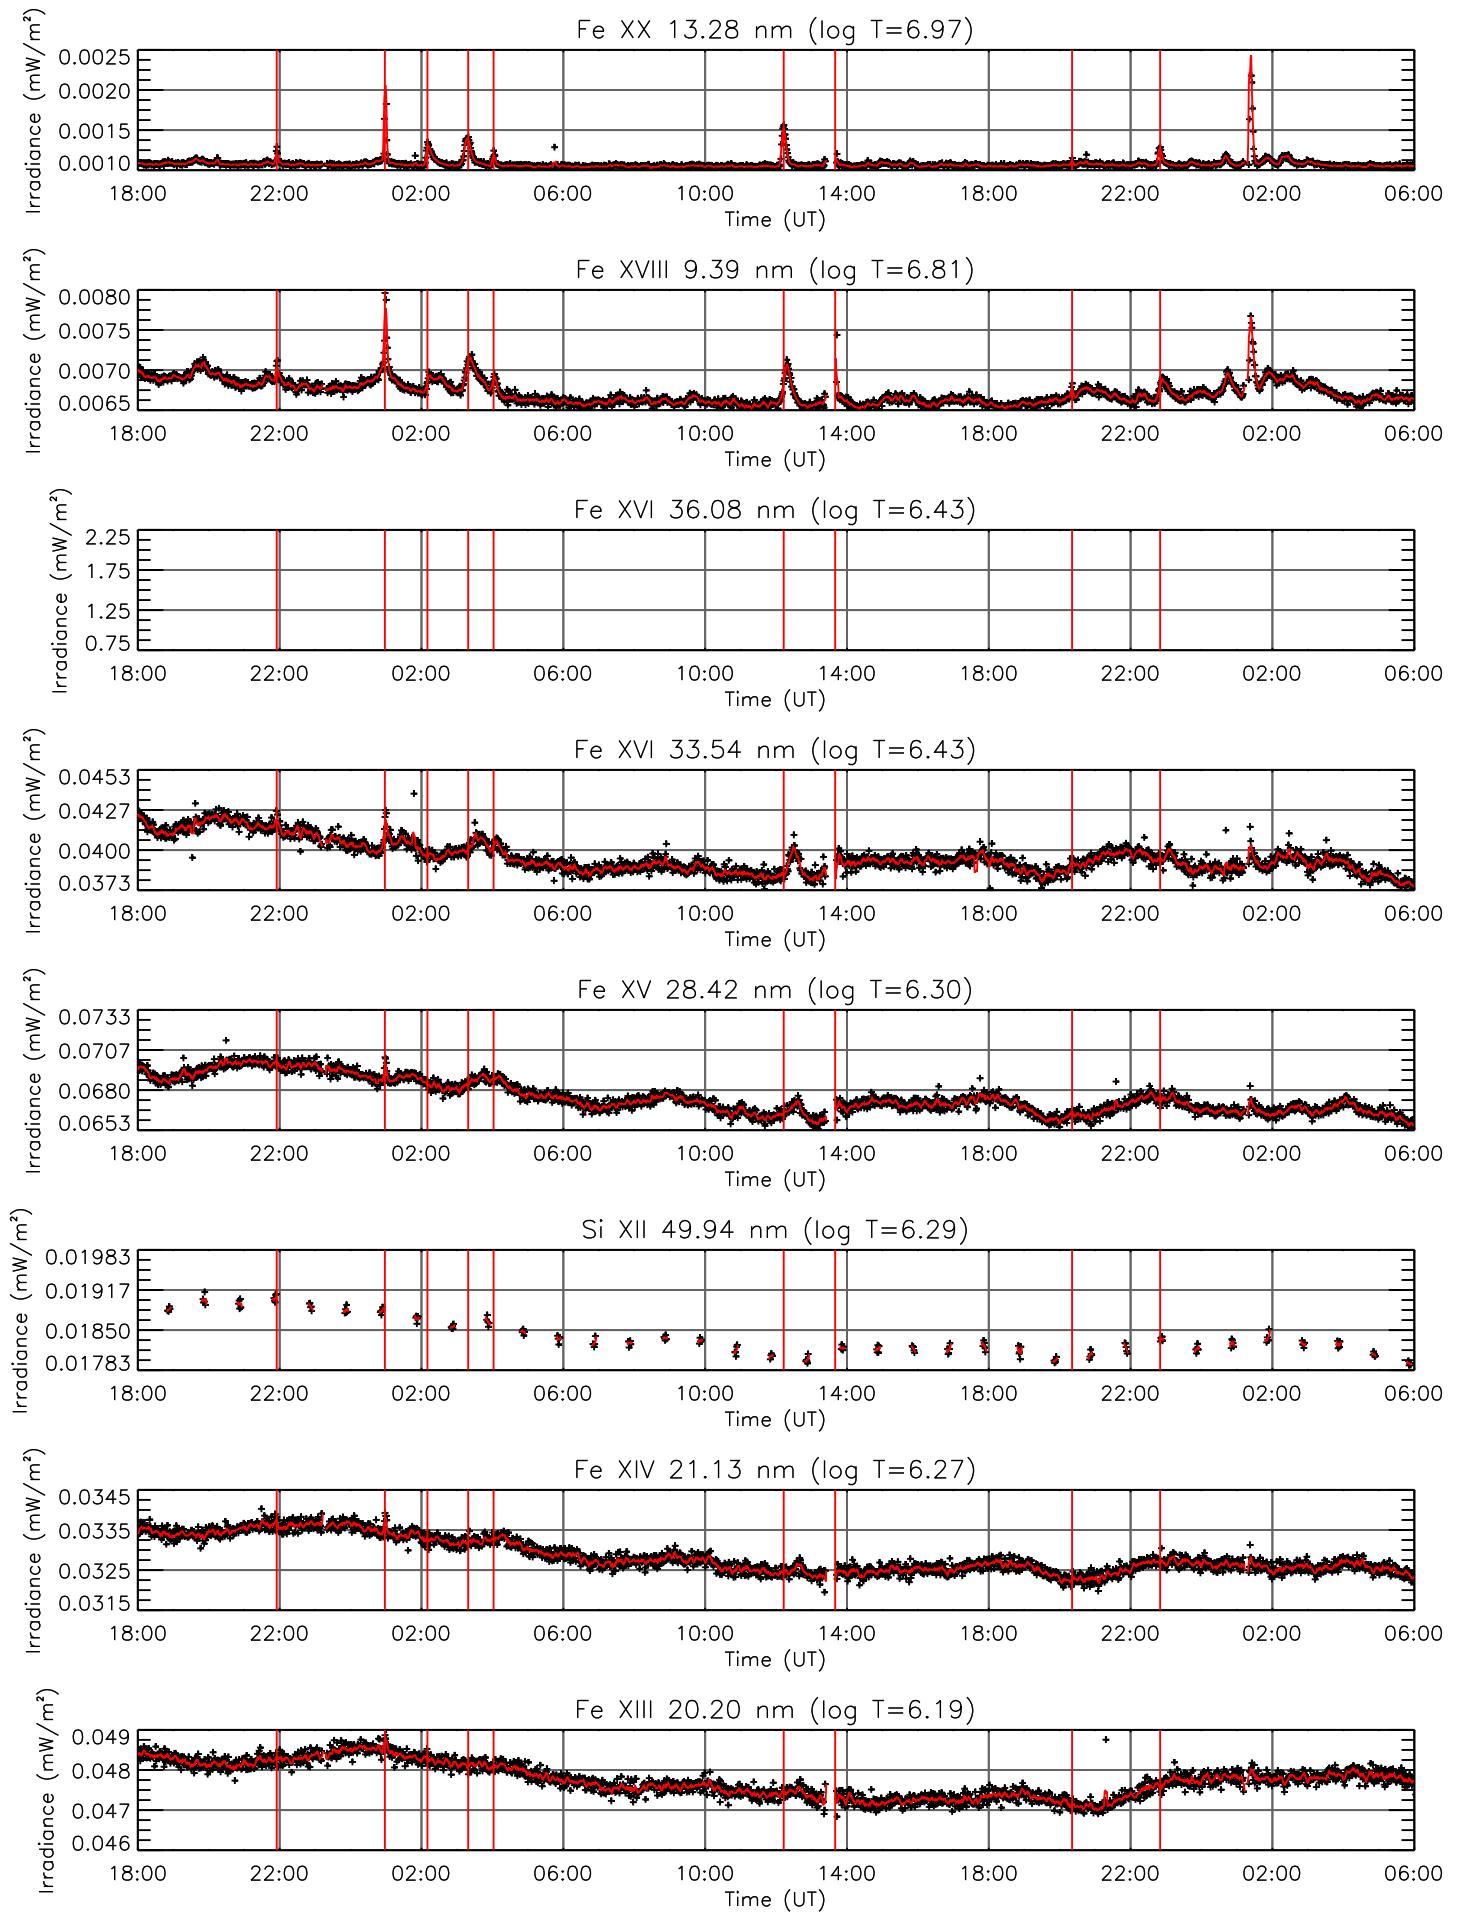 Fe XX 13.28 nm (log T=6.97)
Irradiance (mW/m²)
0.0025
0.0020
0.0015
0.0010
18:00 22:00 02:00 06:00 10:00 14:00 18:00 22:00 02:00 06:00
Time (UT)
Fe XVIII 9.39 nm (log T=6.81)
Irradiance (mW/m²)
0.0080
0.0075
0.0070
0.0065
18:00 22:00 02:00 06:00 10:00 14:00 18:00 22:00 02:00 06:00
Time (UT)
Fe XVI 36.08 nm (log T=6.43)
Irradiance (mW/m²)
2.25
1.75
1.25
0.75
18:00 22:00 02:00 06:00 10:00 14:00 18:00 22:00 02:00 06:00
Time (UT)
Fe XVI 33.54 nm (log T=6.43)
Irradiance (mW/m²)
0.0453
0.0427
0.0400
0.0373
18:00 22:00 02:00 06:00 10:00 14:00 18:00 22:00 02:00 06:00
Time (UT)
Fe XV 28.42 nm (log T=6.30)
Irradiance (mW/m²)
0.0733
0.0707
0.0680
0.0653
18:00 22:00 02:00 06:00 10:00 14:00 18:00 22:00 02:00 06:00
Time (UT)
Si XII 49.94 nm (log T=6.29)
Irradiance (mW/m²)
0.01983
0.01917
0.01850
0.01783
18:00 22:00 02:00 06:00 10:00 14:00 18:00 22:00 02:00 06:00
Time (UT)
Fe XIV 21.13 nm (log T=6.27)
Irradiance (mW/m²)
0.0345
0.0335
0.0325
0.0315
18:00 22:00 02:00 06:00 10:00 14:00 18:00 22:00 02:00 06:00
Time (UT)
Fe XIII 20.20 nm (log T=6.19)
Irradiance (mW/m²)
0.049
0.048
0.047
0.046
18:00 22:00 02:00 06:00 10:00 14:00 18:00 22:00 02:00 06:00
Time (UT)